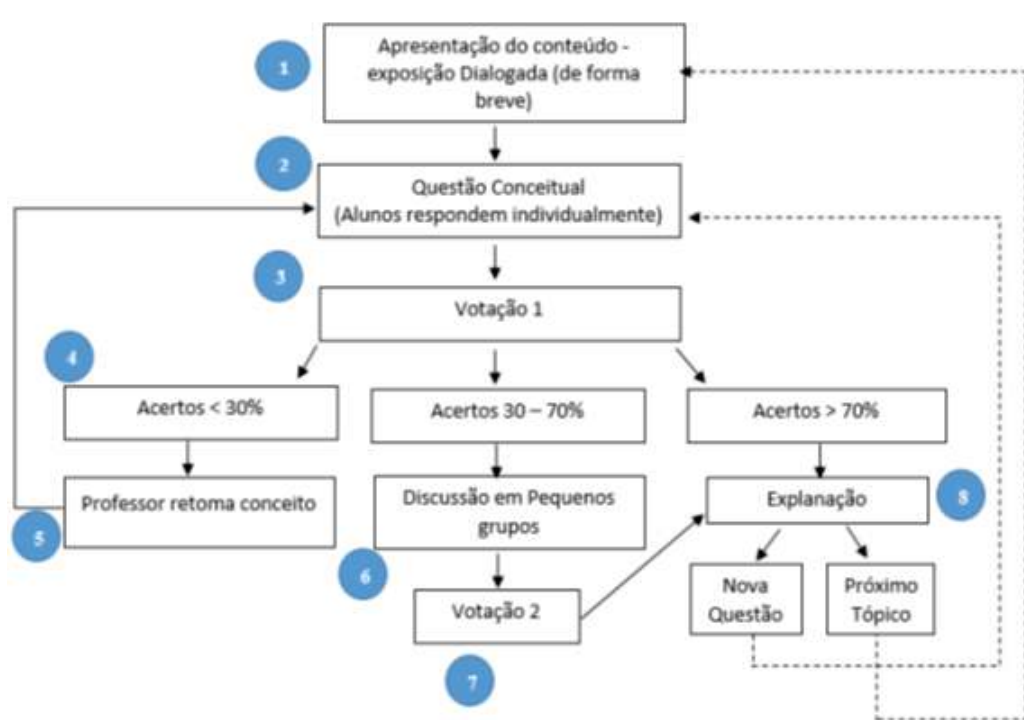 1
Apresentação do conteúdo -
exposição Dialogada (de forma
breve)
2
Questão Conceitual
(Alunos respondem individualmente)
3
Votação 1
4
Acertos < 30%
Acertos 30 – 70%
Acertos > 70%
Professor retoma conceito
5
Discussão em Pequenos
grupos
6
Explanação
8
Votação 2
7
Nova
Questão
Próximo
Tópico